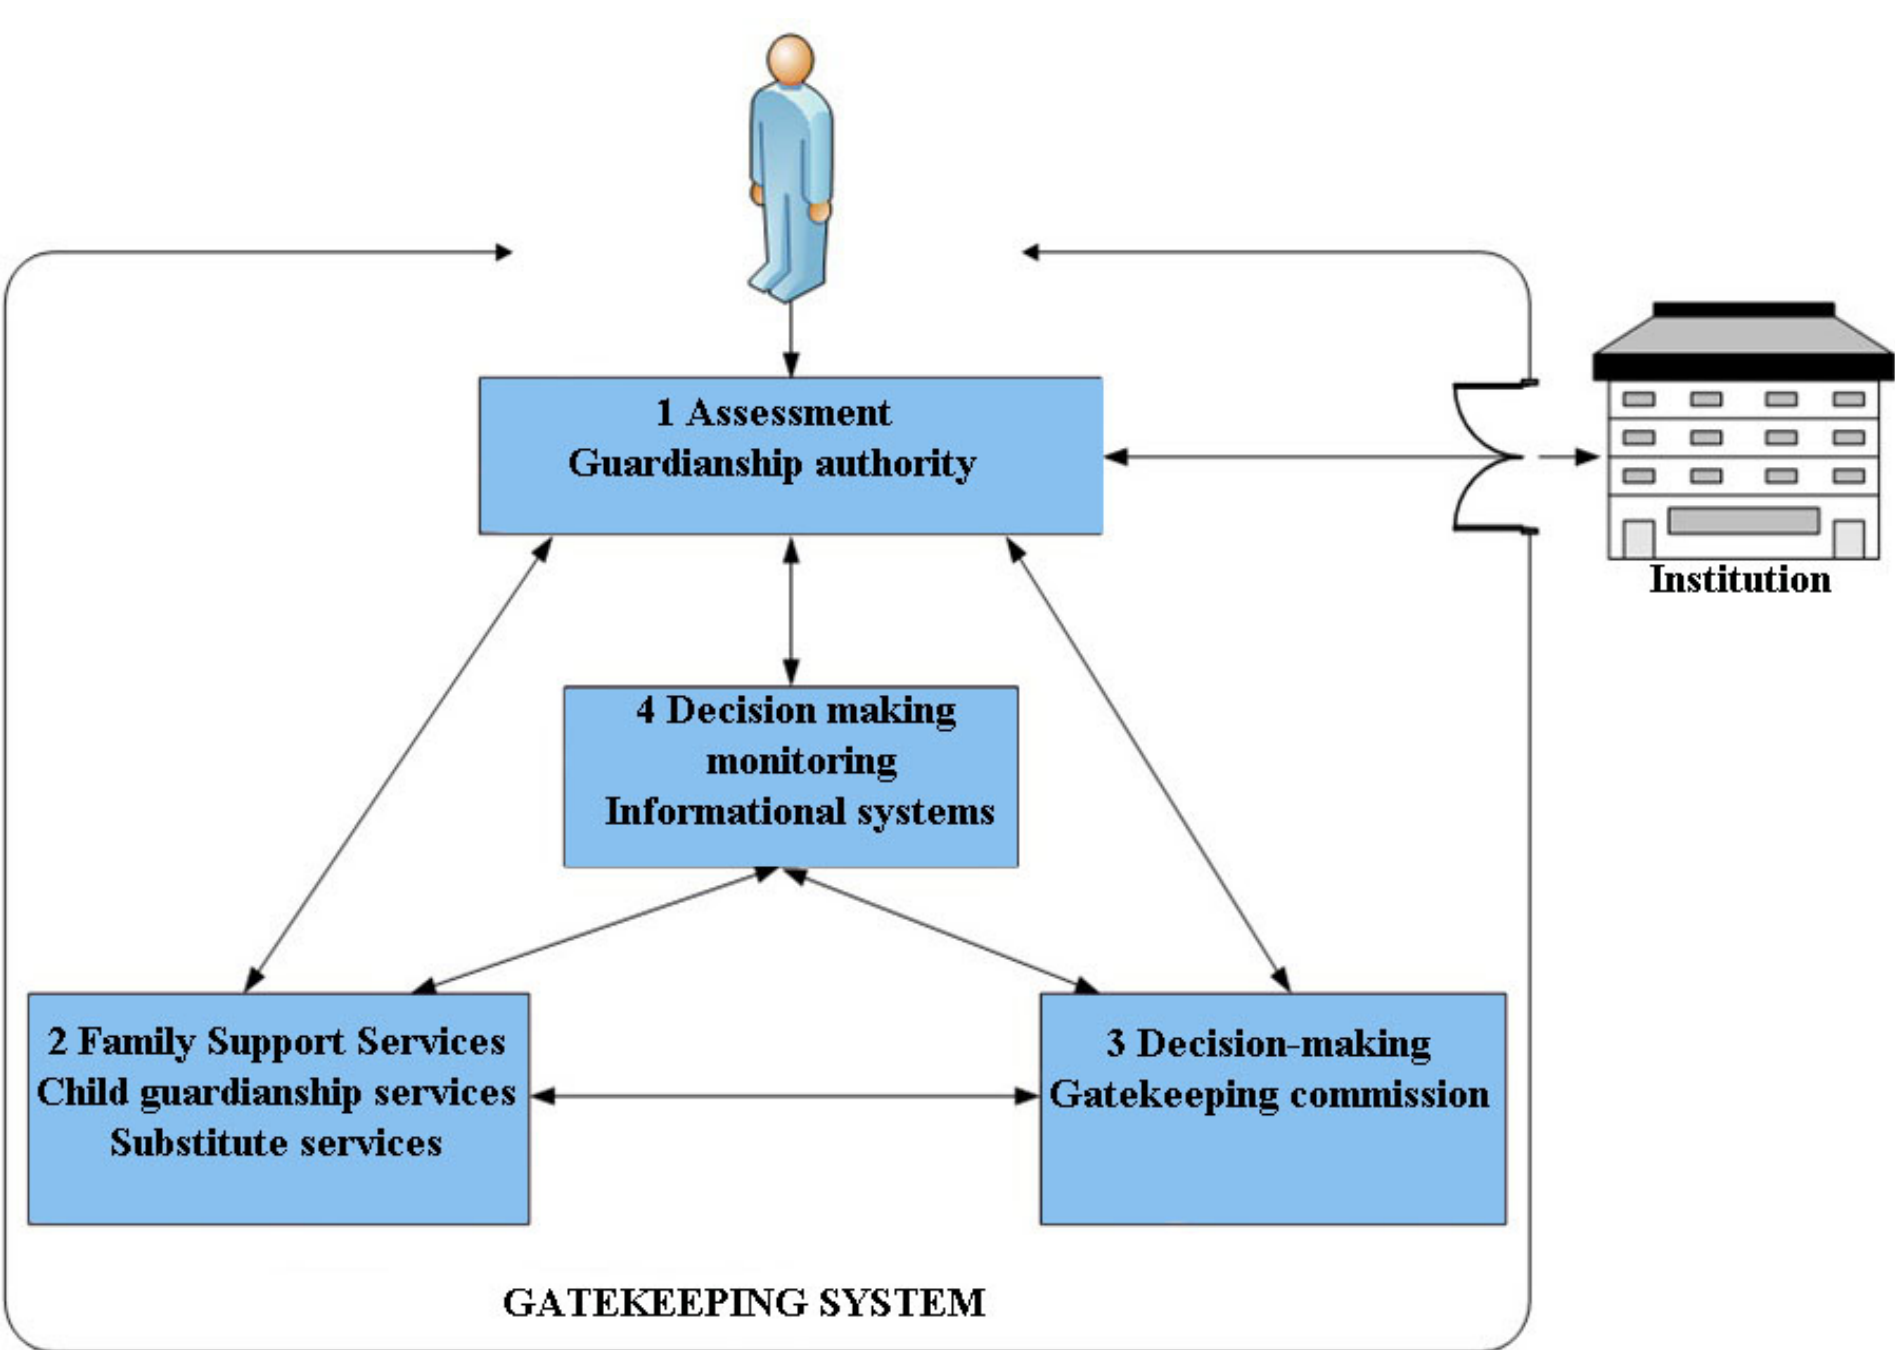 1 Assessment
Guardianship authority
Institution
4 Decision making
monitoring
Informational systems
2 Family Support Services
Child guardianship services
Substitute services
3 Decision-making
Gatekeeping commission
GATEKEEPING SYSTEM